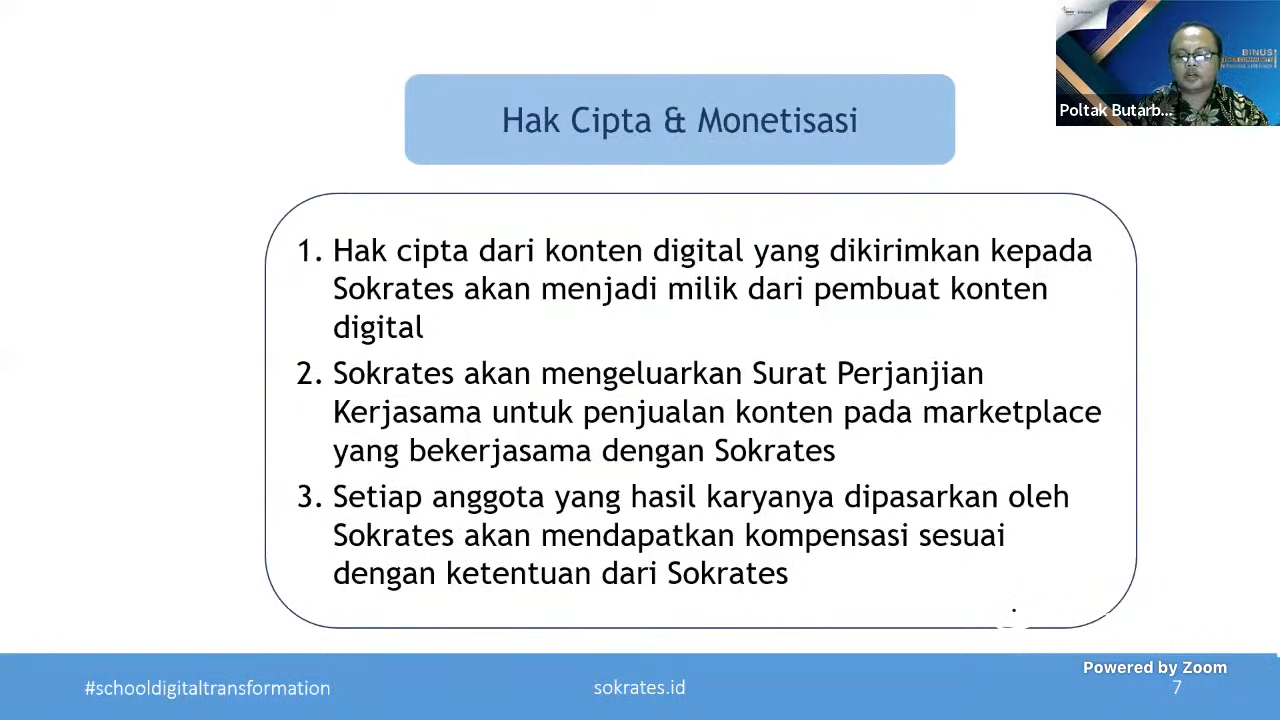 Hak Cipta & Monetisasi
BINUS
Poltak Butarb...
1. Hak cipta dari konten digital yang dikirimkan kepada
Sokrates akan menjadi milik dari pembuat konten
digital
2. Sokrates akan mengeluarkan Surat Perjanjian
Kerjasama untuk penjualan konten pada marketplace
yang bekerjasama dengan Sokrates
3. Setiap anggota yang hasil karyanya dipasarkan oleh
Sokrates akan mendapatkan kompensasi sesuai
dengan ketentuan dari Sokrates
Powered by Zoom
#schooldigitaltransformation
sokrates.id
7